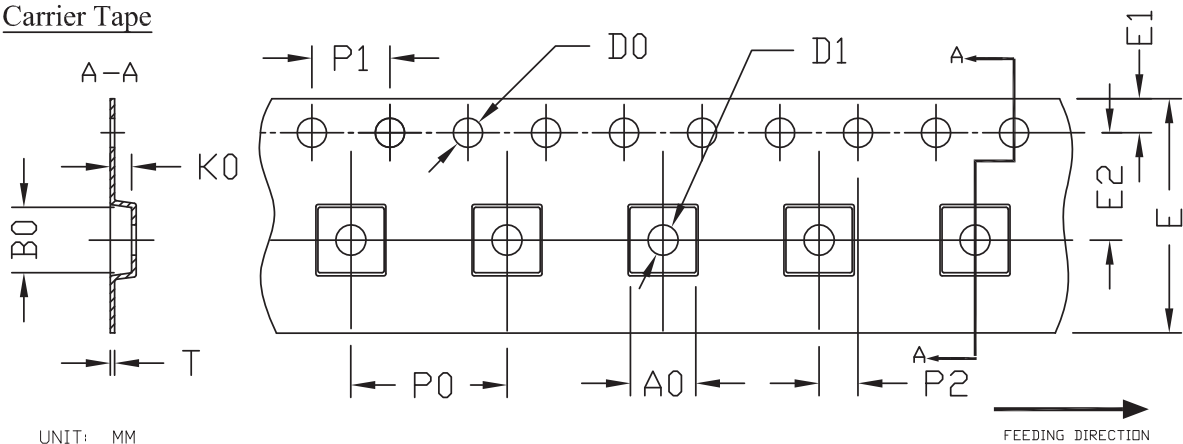 Carrier Tape
A-A
P1
D0
D1
A
E1
K0
B0
E2
E
T
P0
A0
A
P2
UNIT: MM
FEEDING DIRECTION